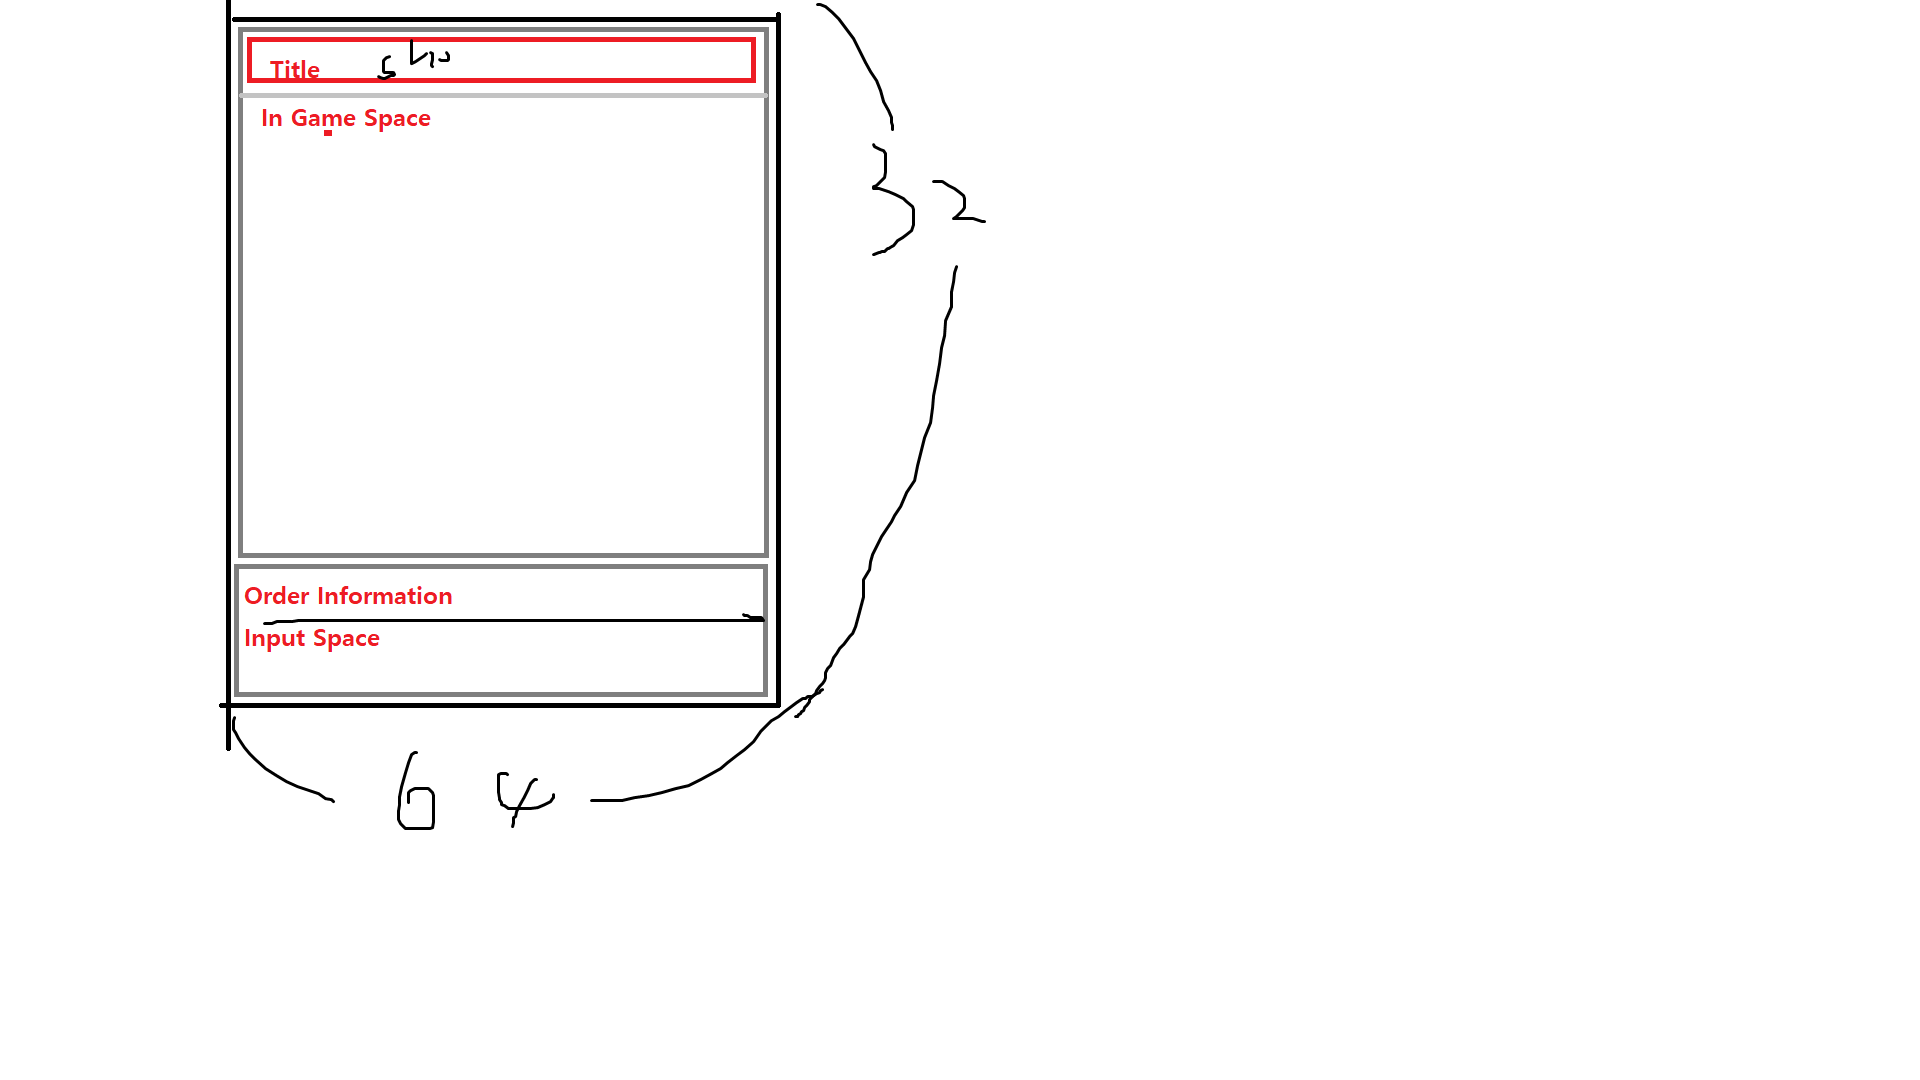 Title
In Game Space
32
Order Information
Input Space
64